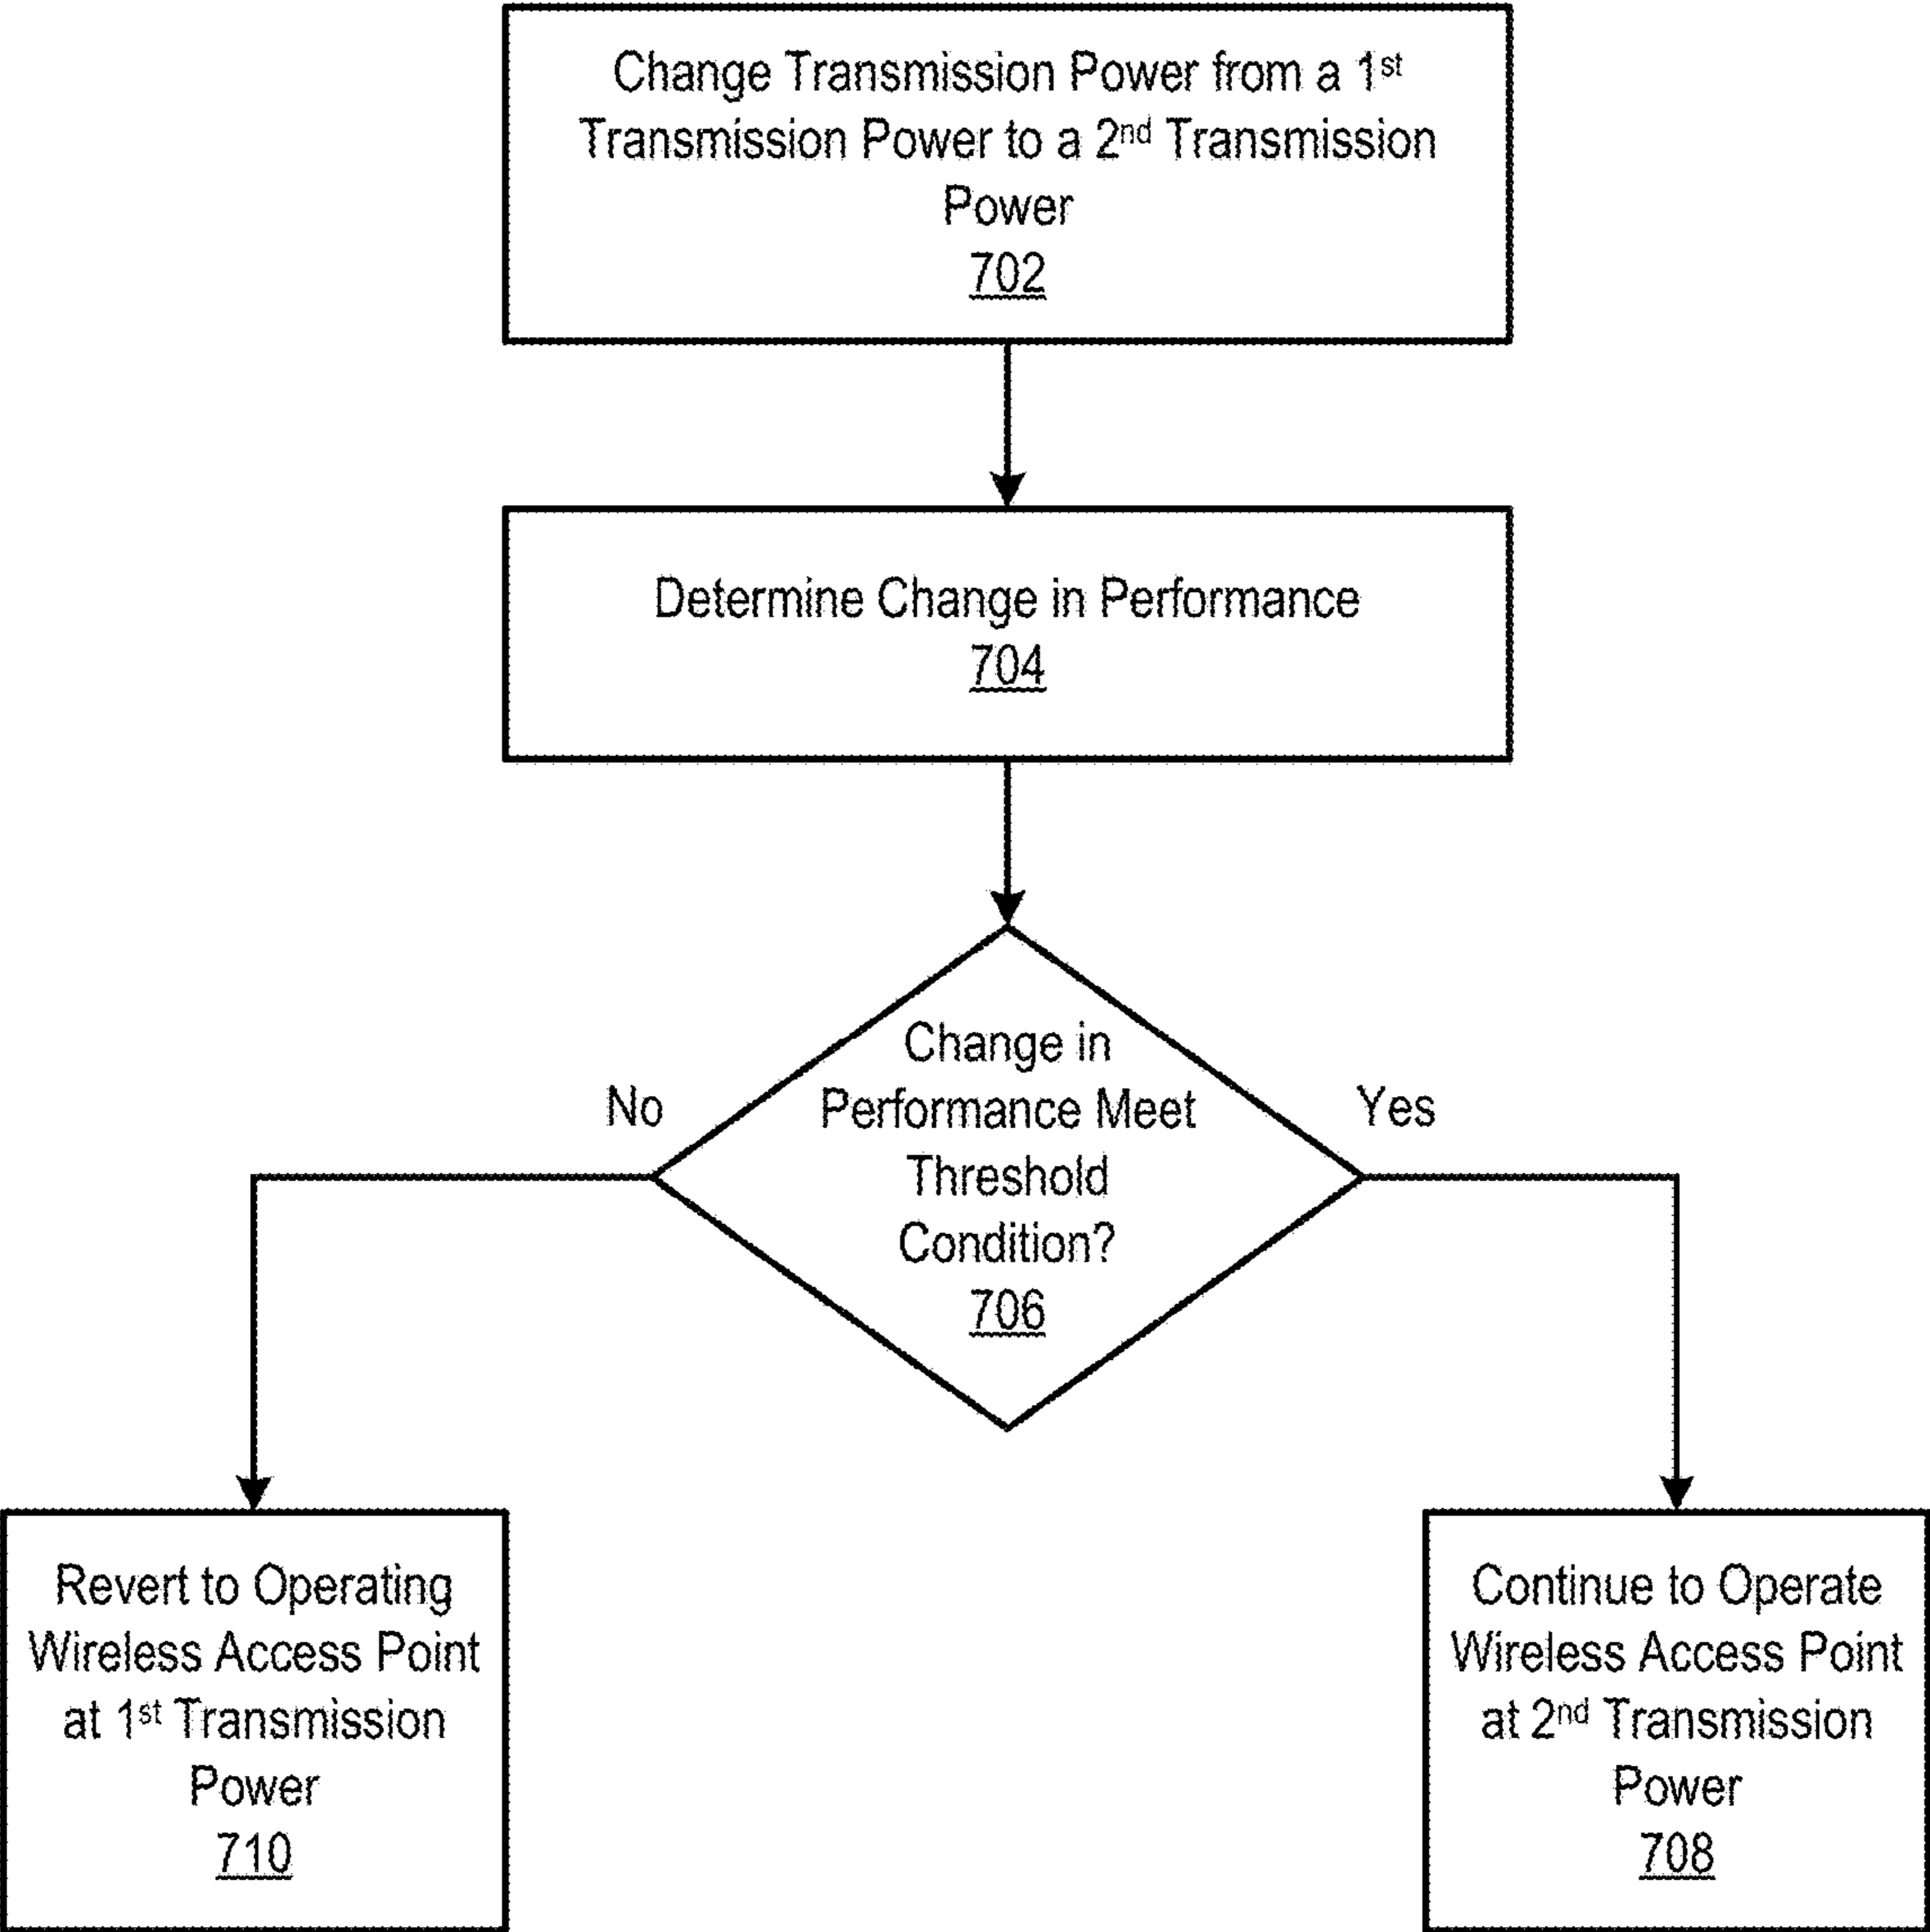 Change Transmission Power from a 1st
Transmission Power to a 2nd Transmission
Power
702
Determine Change in Performance
704
Change in
Performance Meet
Threshold
Condition?
706
No
Yes
Revert to Operating
Wireless Access Point
at 1st Transmission
Power
710
Continue to Operate
Wireless Access Point
at 2nd Transmission
Power
708